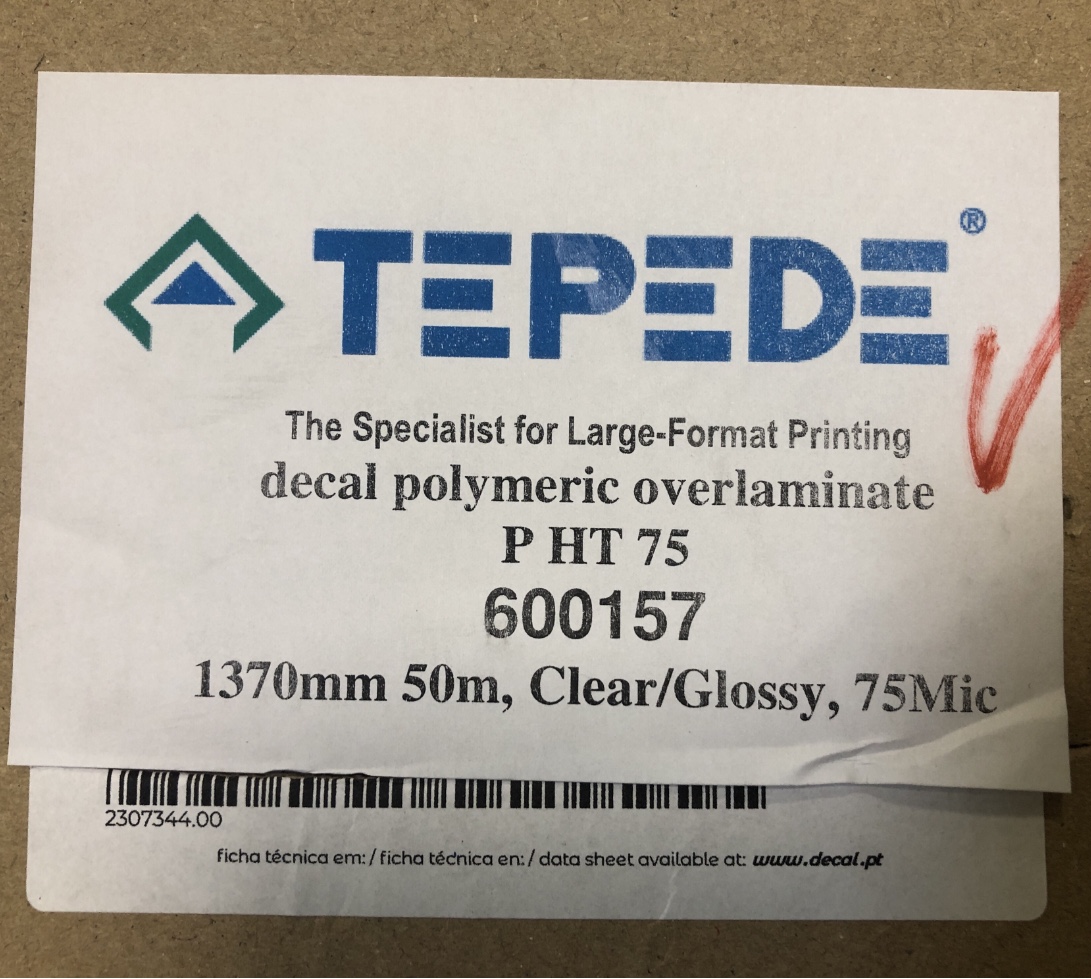 TEPEDE®
The Specialist for Large-Format Printing
decal polymeric overlaminate
P HT 75
600157
1370mm 50m, Clear/Glossy, 75Mic
2307344.00
ficha técnica em: / ficha técnica en: / data sheet available at: www.decal.pt